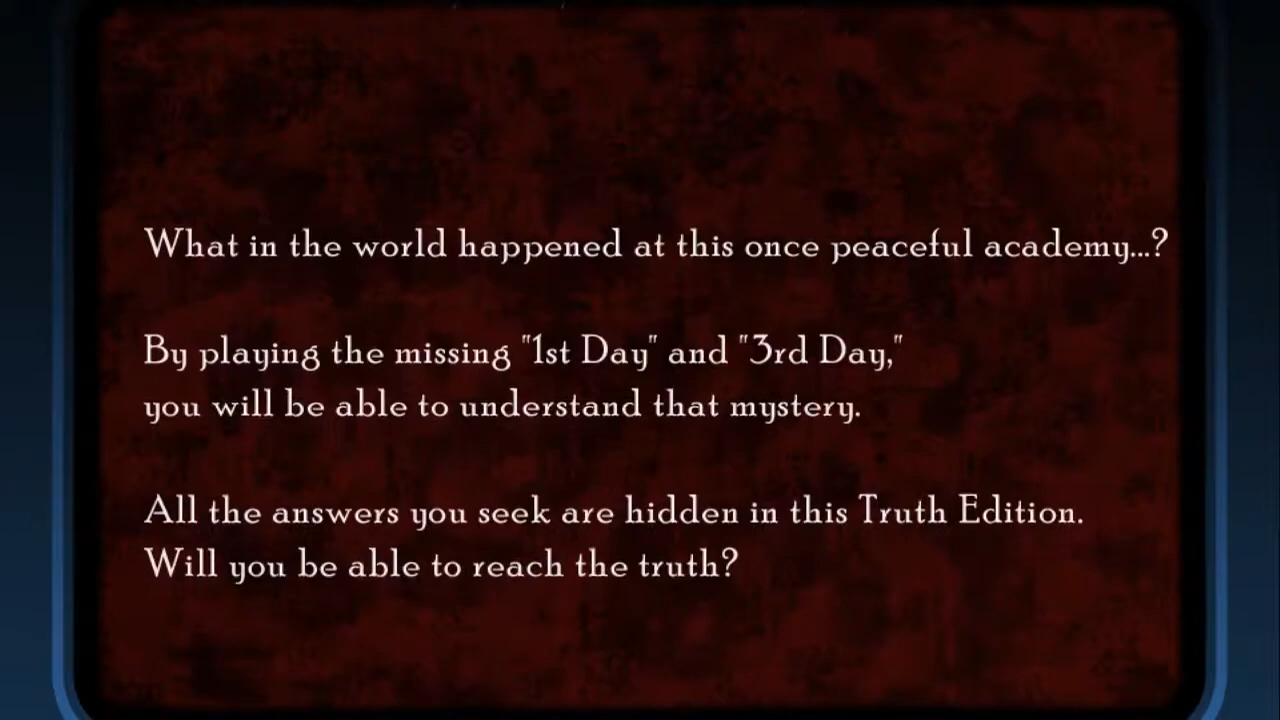 What in the world happened at this once peaceful academy...?
By playing the missing "1st Day" and "3rd Day,"
you will be able to understand that mystery.
All the answers you seek are hidden in this Truth Edition.
Will you be able to reach the truth?